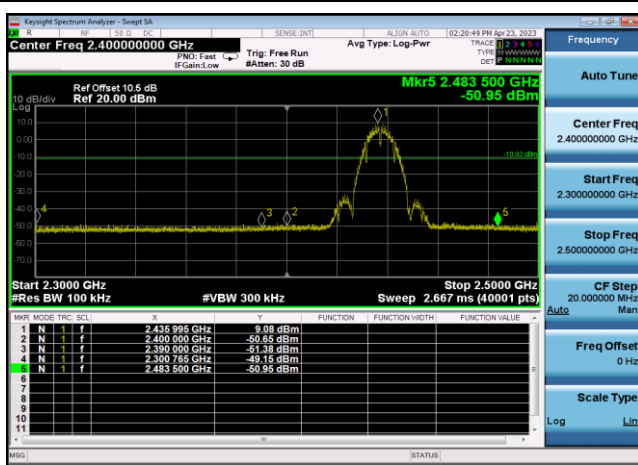 Keysight Spectrum Analyzer - Swept SA
R RF 50 Ω DC SENSE:INT ALIGN AUTO 02:20:49 PM Apr 23, 2023
Center Freq 2.400000000 GHz
PNO: Fast
IFGain:Low
Trig: Free Run
#Atten: 30 dB
Avg Type: Log-Pwr
TRACE 1 2 3 4 5 6
TYPE
DET P N N N N N
Ref Offset 10.5 dB
10 dB/div Ref 20.00 dBm
Log
Mkr5 2.483 500 GHz
-50.95 dBm
10.0
0.00
-10.0
-20.0
-30.0
-40.0
-50.0
-60.0
-70.0
1
2
3
4
5
Start 2.3000 GHz Stop 2.5000 GHz
#Res BW 100 kHz #VBW 300 kHz Sweep 2.667 ms (40001 pts)
MKR MODE TRC SCL X Y FUNCTION FUNCTION WIDTH FUNCTION VALUE
1 N 1 f 2.435 995 GHz 9.08 dBm
2 N 1 f 2.400 000 GHz -50.65 dBm
3 N 1 f 2.390 000 GHz -51.38 dBm
4 N 1 f 2.300 765 GHz -49.15 dBm
5 N 1 f 2.483 500 GHz -50.95 dBm
6
7
8
9
10
11
MSG STATUS
Frequency
Auto Tune
Center Freq
2.400000000 GHz
Start Freq
2.300000000 GHz
Stop Freq
2.500000000 GHz
CF Step
20.000000 MHz
Auto Man
Freq Offset
0 Hz
Scale Type
Log Lin